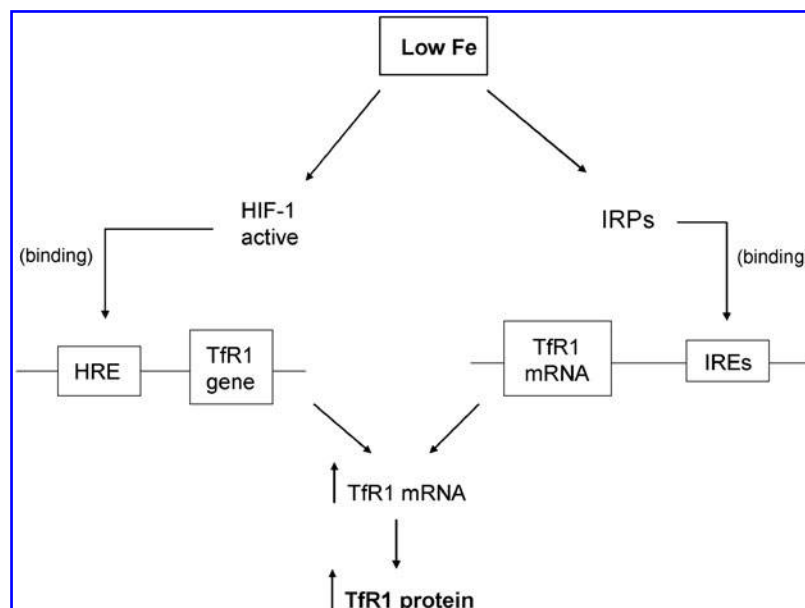 Low Fe
HIF-1
active
IRPs
(binding)
(binding
HRE
TfR1
gene
TfR1
mRNA
IREs
TfR1 mRNA
TfR1 protein